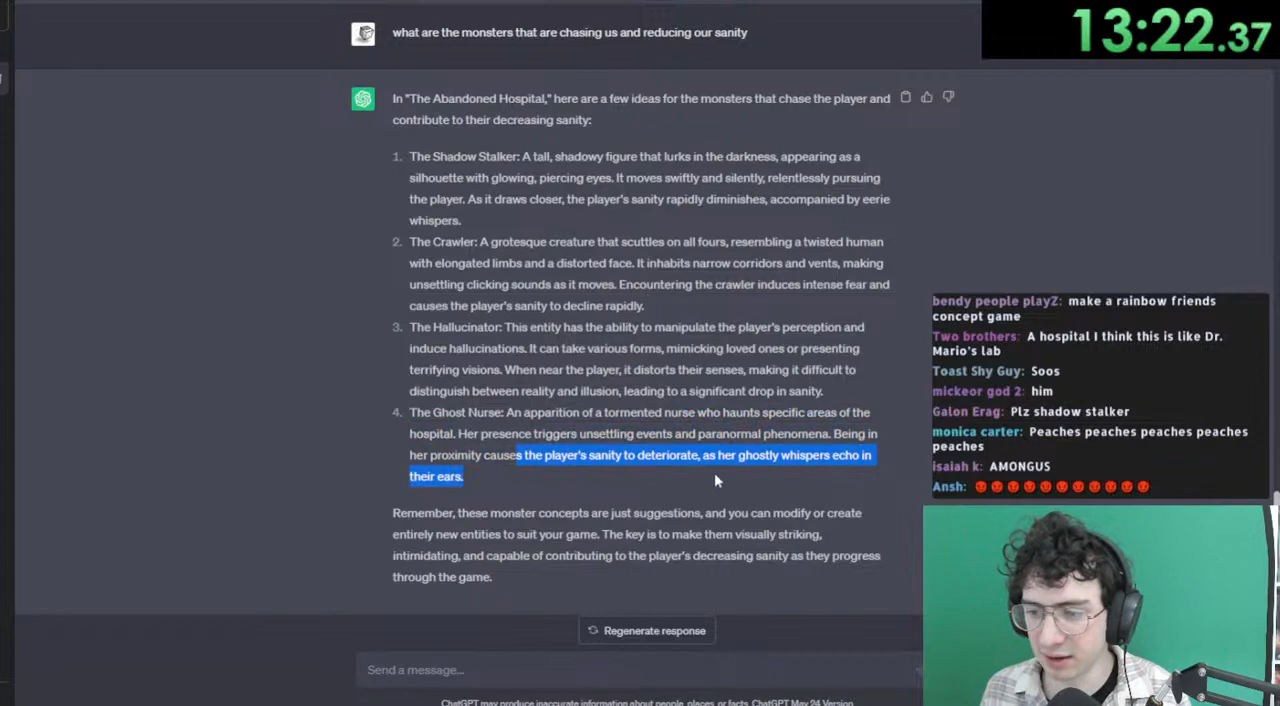 13:22.37
what are the monsters that are chasing us and reducing our sanity
In "The Abandoned Hospital," here are a few ideas for the monsters that chase the player and
contribute to their decreasing sanity:
1. The Shadow Stalker: A tall, shadowy figure that lurks in the darkness, appearing as a
silhouette with glowing, piercing eyes. It moves swiftly and silently, relentlessly pursuing
the player. As it draws closer, the player's sanity rapidly diminishes, accompanied by eerie
whispers.
2. The Crawler: A grotesque creature that scuttles on all fours, resembling a twisted human
with elongated limbs and a distorted face. It inhabits narrow corridors and vents, making
unsettling clicking sounds as it moves. Encountering the crawler induces intense fear and
causes the player's sanity to decline rapidly.
3. The Hallucinator: This entity has the ability to manipulate the player's perception and
induce hallucinations. It can take various forms, mimicking loved ones or presenting
terrifying visions. When near the player, it distorts their senses, making it difficult to
distinguish between reality and illusion, leading to a significant drop in sanity.
4. The Ghost Nurse: An apparition of a tormented nurse who haunts specific areas of the
hospital. Her presence triggers unsettling events and paranormal phenomena. Being in
her proximity causes the player's sanity to deteriorate, as her ghostly whispers echo in
their ears.
Remember, these monster concepts are just suggestions, and you can modify or create
entirely new entities to suit your game. The key is to make them visually striking,
intimidating, and capable of contributing to the player's decreasing sanity as they progress
through the game.
Regenerate response
Send a message...
ChatGPT may produce inaccurate information about people, places, or facts. ChatGPT May 24 Version
bendy people playZ: make a rainbow friends
concept game
Two brothers: A hospital I think this is like Dr.
Mario's lab
Toast Shy Guy: Soos
mickeor god 2: him
Galon Erag: Plz shadow stalker
monica carter: Peaches peaches peaches peaches
peaches
isaiah k: AMONGUS
Ansh: 😡😡😡😡😡😡😡😡😡😡😡